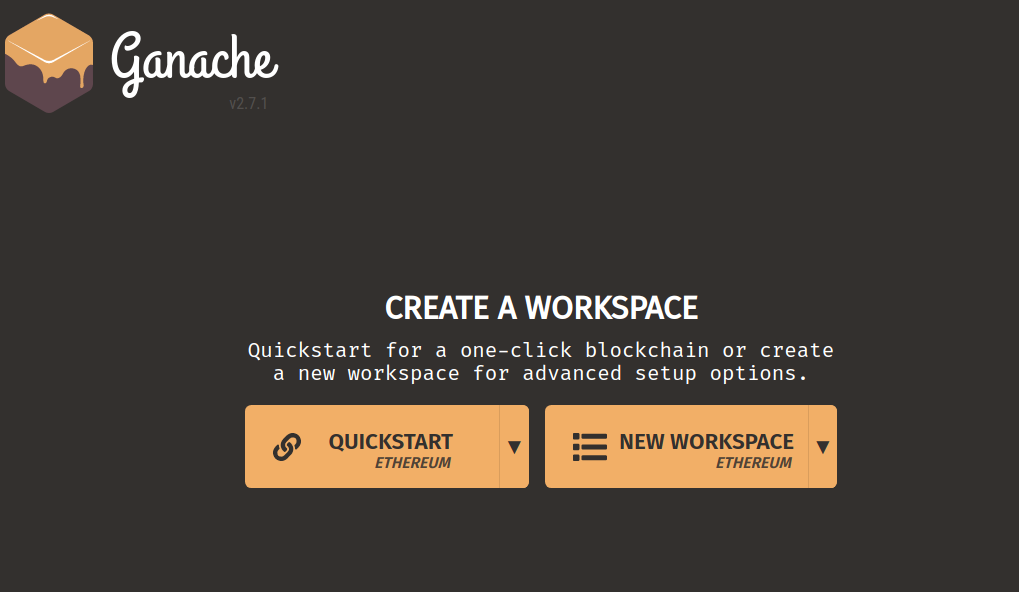 Ganache
v2.7.1
CREATE A WORKSPACE
Quickstart for a one-click blockchain or create
a new workspace for advanced setup options.
QUICKSTART
ETHEREUM
NEW WORKSPACE
ETHEREUM